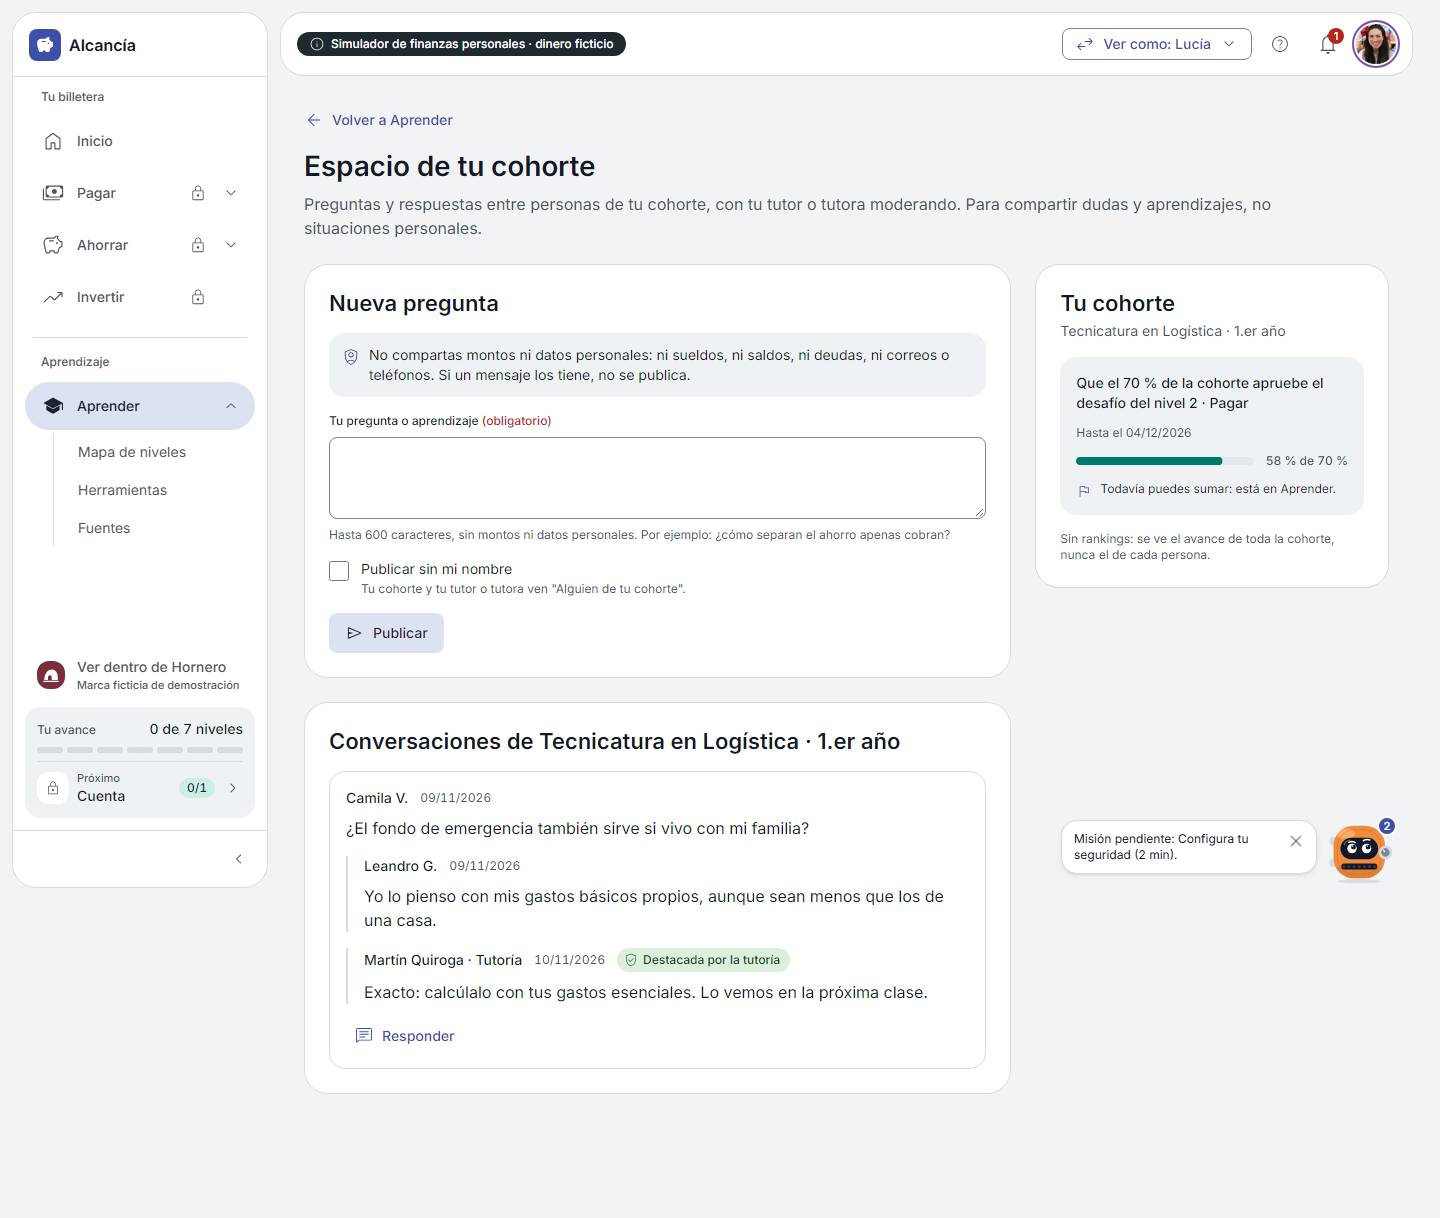 Alcancía
Simulador de finanzas personales · dinero ficticio
Ver como: Lucía
1
Tu billetera
Inicio
Pagar
Ahorrar
Invertir
Aprendizaje
Aprender
Mapa de niveles
Herramientas
Fuentes
Ver dentro de Hornero
Marca ficticia de demostración
Tu avance
0 de 7 niveles
Próximo
Cuenta
0/1
Volver a Aprender
Espacio de tu cohorte
Preguntas y respuestas entre personas de tu cohorte, con tu tutor o tutora moderando. Para compartir dudas y aprendizajes, no
situaciones personales.
Nueva pregunta
No compartas montos ni datos personales: ni sueldos, ni saldos, ni deudas, ni correos o
teléfonos. Si un mensaje los tiene, no se publica.
Tu pregunta o aprendizaje (obligatorio)
Hasta 600 caracteres, sin montos ni datos personales. Por ejemplo: ¿cómo separan el ahorro apenas cobran?
Publicar sin mi nombre
Tu cohorte y tu tutor o tutora ven "Alguien de tu cohorte".
Publicar
Tu cohorte
Tecnicatura en Logística · 1.er año
Que el 70 % de la cohorte apruebe el
desafío del nivel 2 · Pagar
Hasta el 04/12/2026
58 % de 70 %
Todavía puedes sumar: está en Aprender.
Sin rankings: se ve el avance de toda la cohorte,
nunca el de cada persona.
Conversaciones de Tecnicatura en Logística · 1.er año
Camila V. 09/11/2026
¿El fondo de emergencia también sirve si vivo con mi familia?
Leandro G. 09/11/2026
Yo lo pienso con mis gastos básicos propios, aunque sean menos que los de
una casa.
Martín Quiroga · Tutoría 10/11/2026 Destacada por la tutoría
Exacto: calcúlalo con tus gastos esenciales. Lo vemos en la próxima clase.
Responder
Misión pendiente: Configura tu
seguridad (2 min).
2